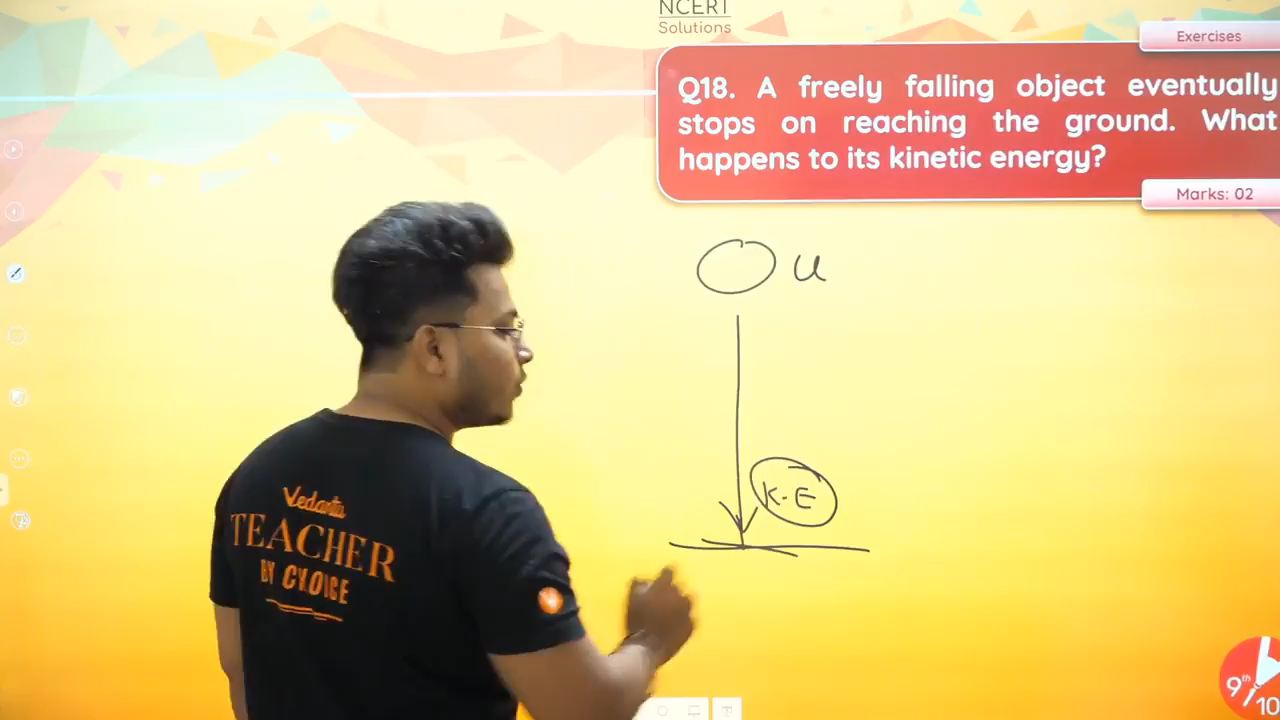 NCERT
Solutions
Exercises
Q18. A freely falling object eventually
stops on reaching the ground. What
happens to its kinetic energy?
Marks: 02
u
K.E
Vedantu
TEACHER
BY CHOICE
9th
10